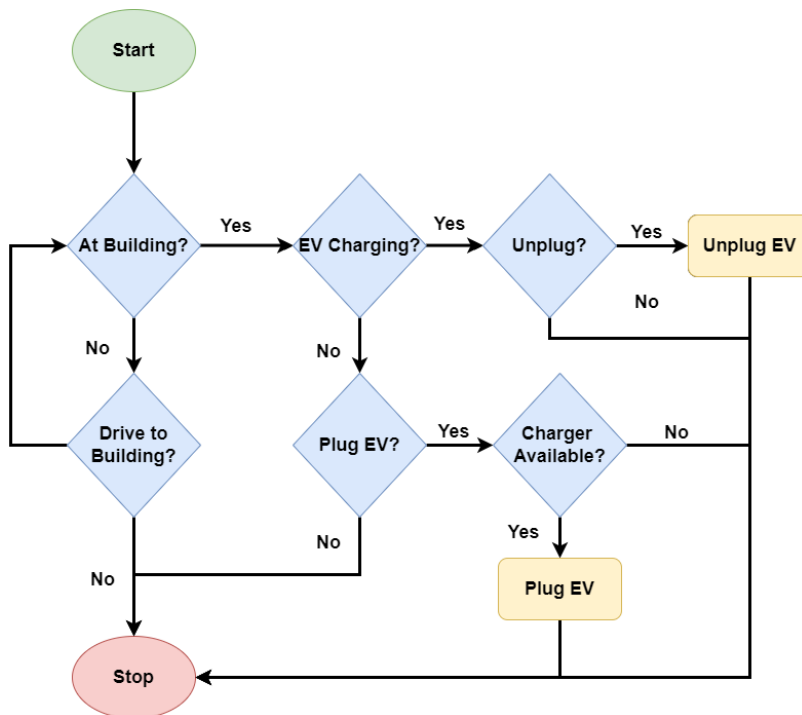 Start
Yes
Yes
Yes
At Building?
EV Charging?
Unplug?
Unplug EV
No
No
No
Drive to
Building?
Plug EV?
Yes
Charger
Available?
No
Yes
No
No
Plug EV
Stop